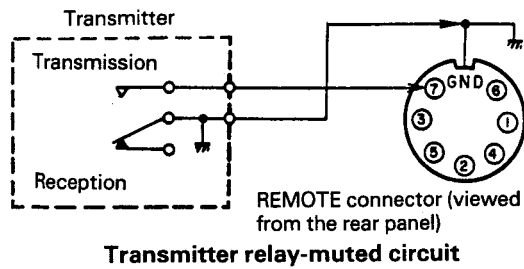 Transmitter
Transmission
Reception
GND
7
6
3
1
5
4
2
REMOTE connector (viewed
from the rear panel)
Transmitter relay-muted circuit